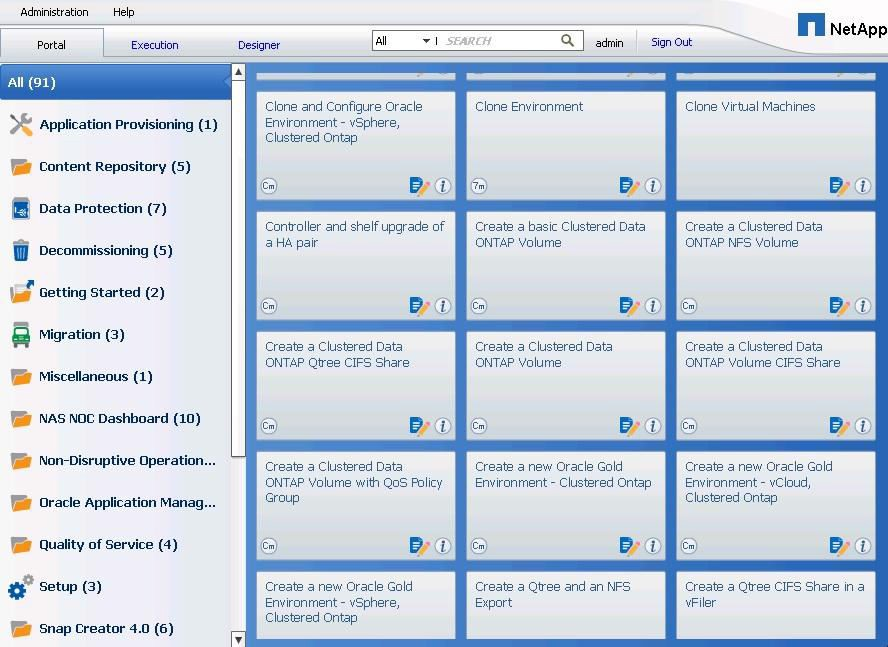 Administration Help
Portal Execution Designer All SEARCH admin Sign Out
NetApp
All (91)
Application Provisioning (1)
Content Repository (5)
Data Protection (7)
Decommissioning (5)
Getting Started (2)
Migration (3)
Miscellaneous (1)
NAS NOC Dashboard (10)
Non-Disruptive Operation...
Oracle Application Manag...
Quality of Service (4)
Setup (3)
Snap Creator 4.0 (6)
Clone and Configure Oracle
Environment - vSphere,
Clustered Ontap
Cm
Clone Environment
7m
Clone Virtual Machines
Controller and shelf upgrade of
a HA pair
Cm
Create a basic Clustered Data
ONTAP Volume
Cm
Create a Clustered Data
ONTAP NFS Volume
Cm
Create a Clustered Data
ONTAP Qtree CIFS Share
Cm
Create a Clustered Data
ONTAP Volume
Cm
Create a Clustered Data
ONTAP Volume CIFS Share
Cm
Create a Clustered Data
ONTAP Volume with QoS Policy
Group
Cm
Create a new Oracle Gold
Environment - Clustered Ontap
Cm
Create a new Oracle Gold
Environment - vCloud,
Clustered Ontap
Cm
Create a new Oracle Gold
Environment - vSphere,
Clustered Ontap
Create a Qtree and an NFS
Export
Create a Qtree CIFS Share in a
vFiler